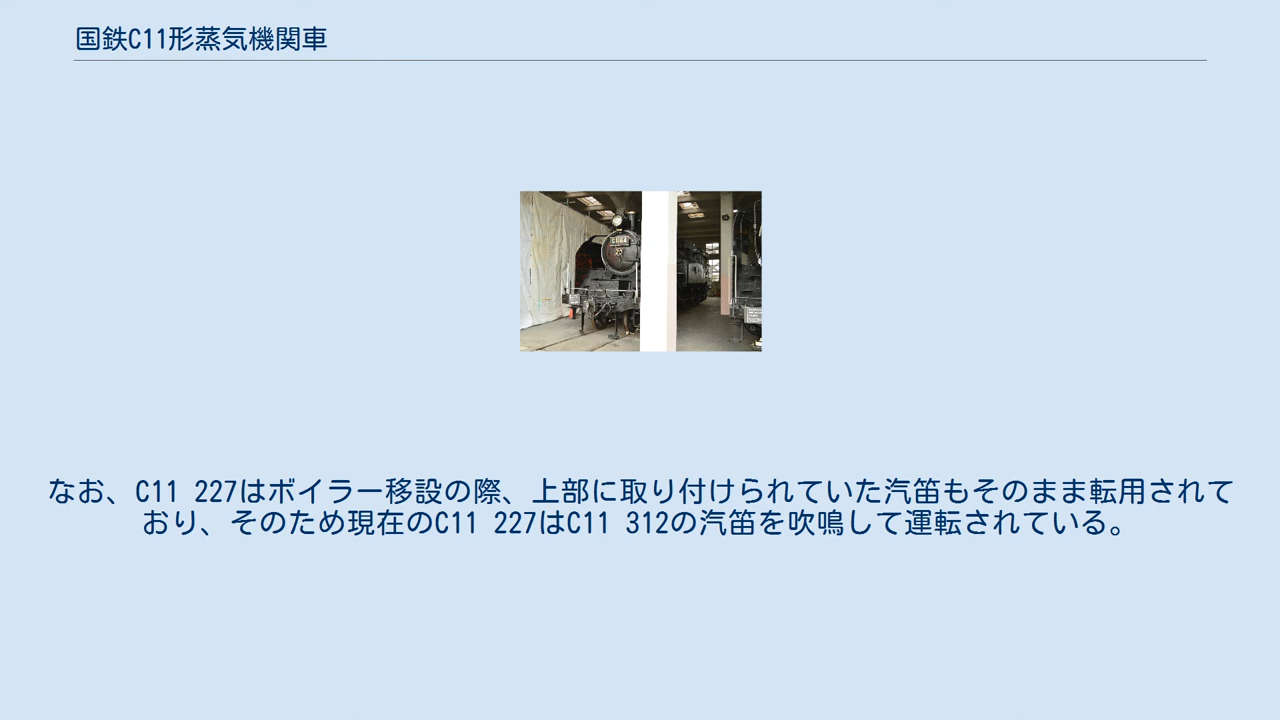 国鉄C11形蒸気機関車
なお、C11 227はボイラー移設の際、上部に取り付けられていた汽笛もそのまま転用されて
おり、そのため現在のC11 227はC11 312の汽笛を吹鳴して運転されている。